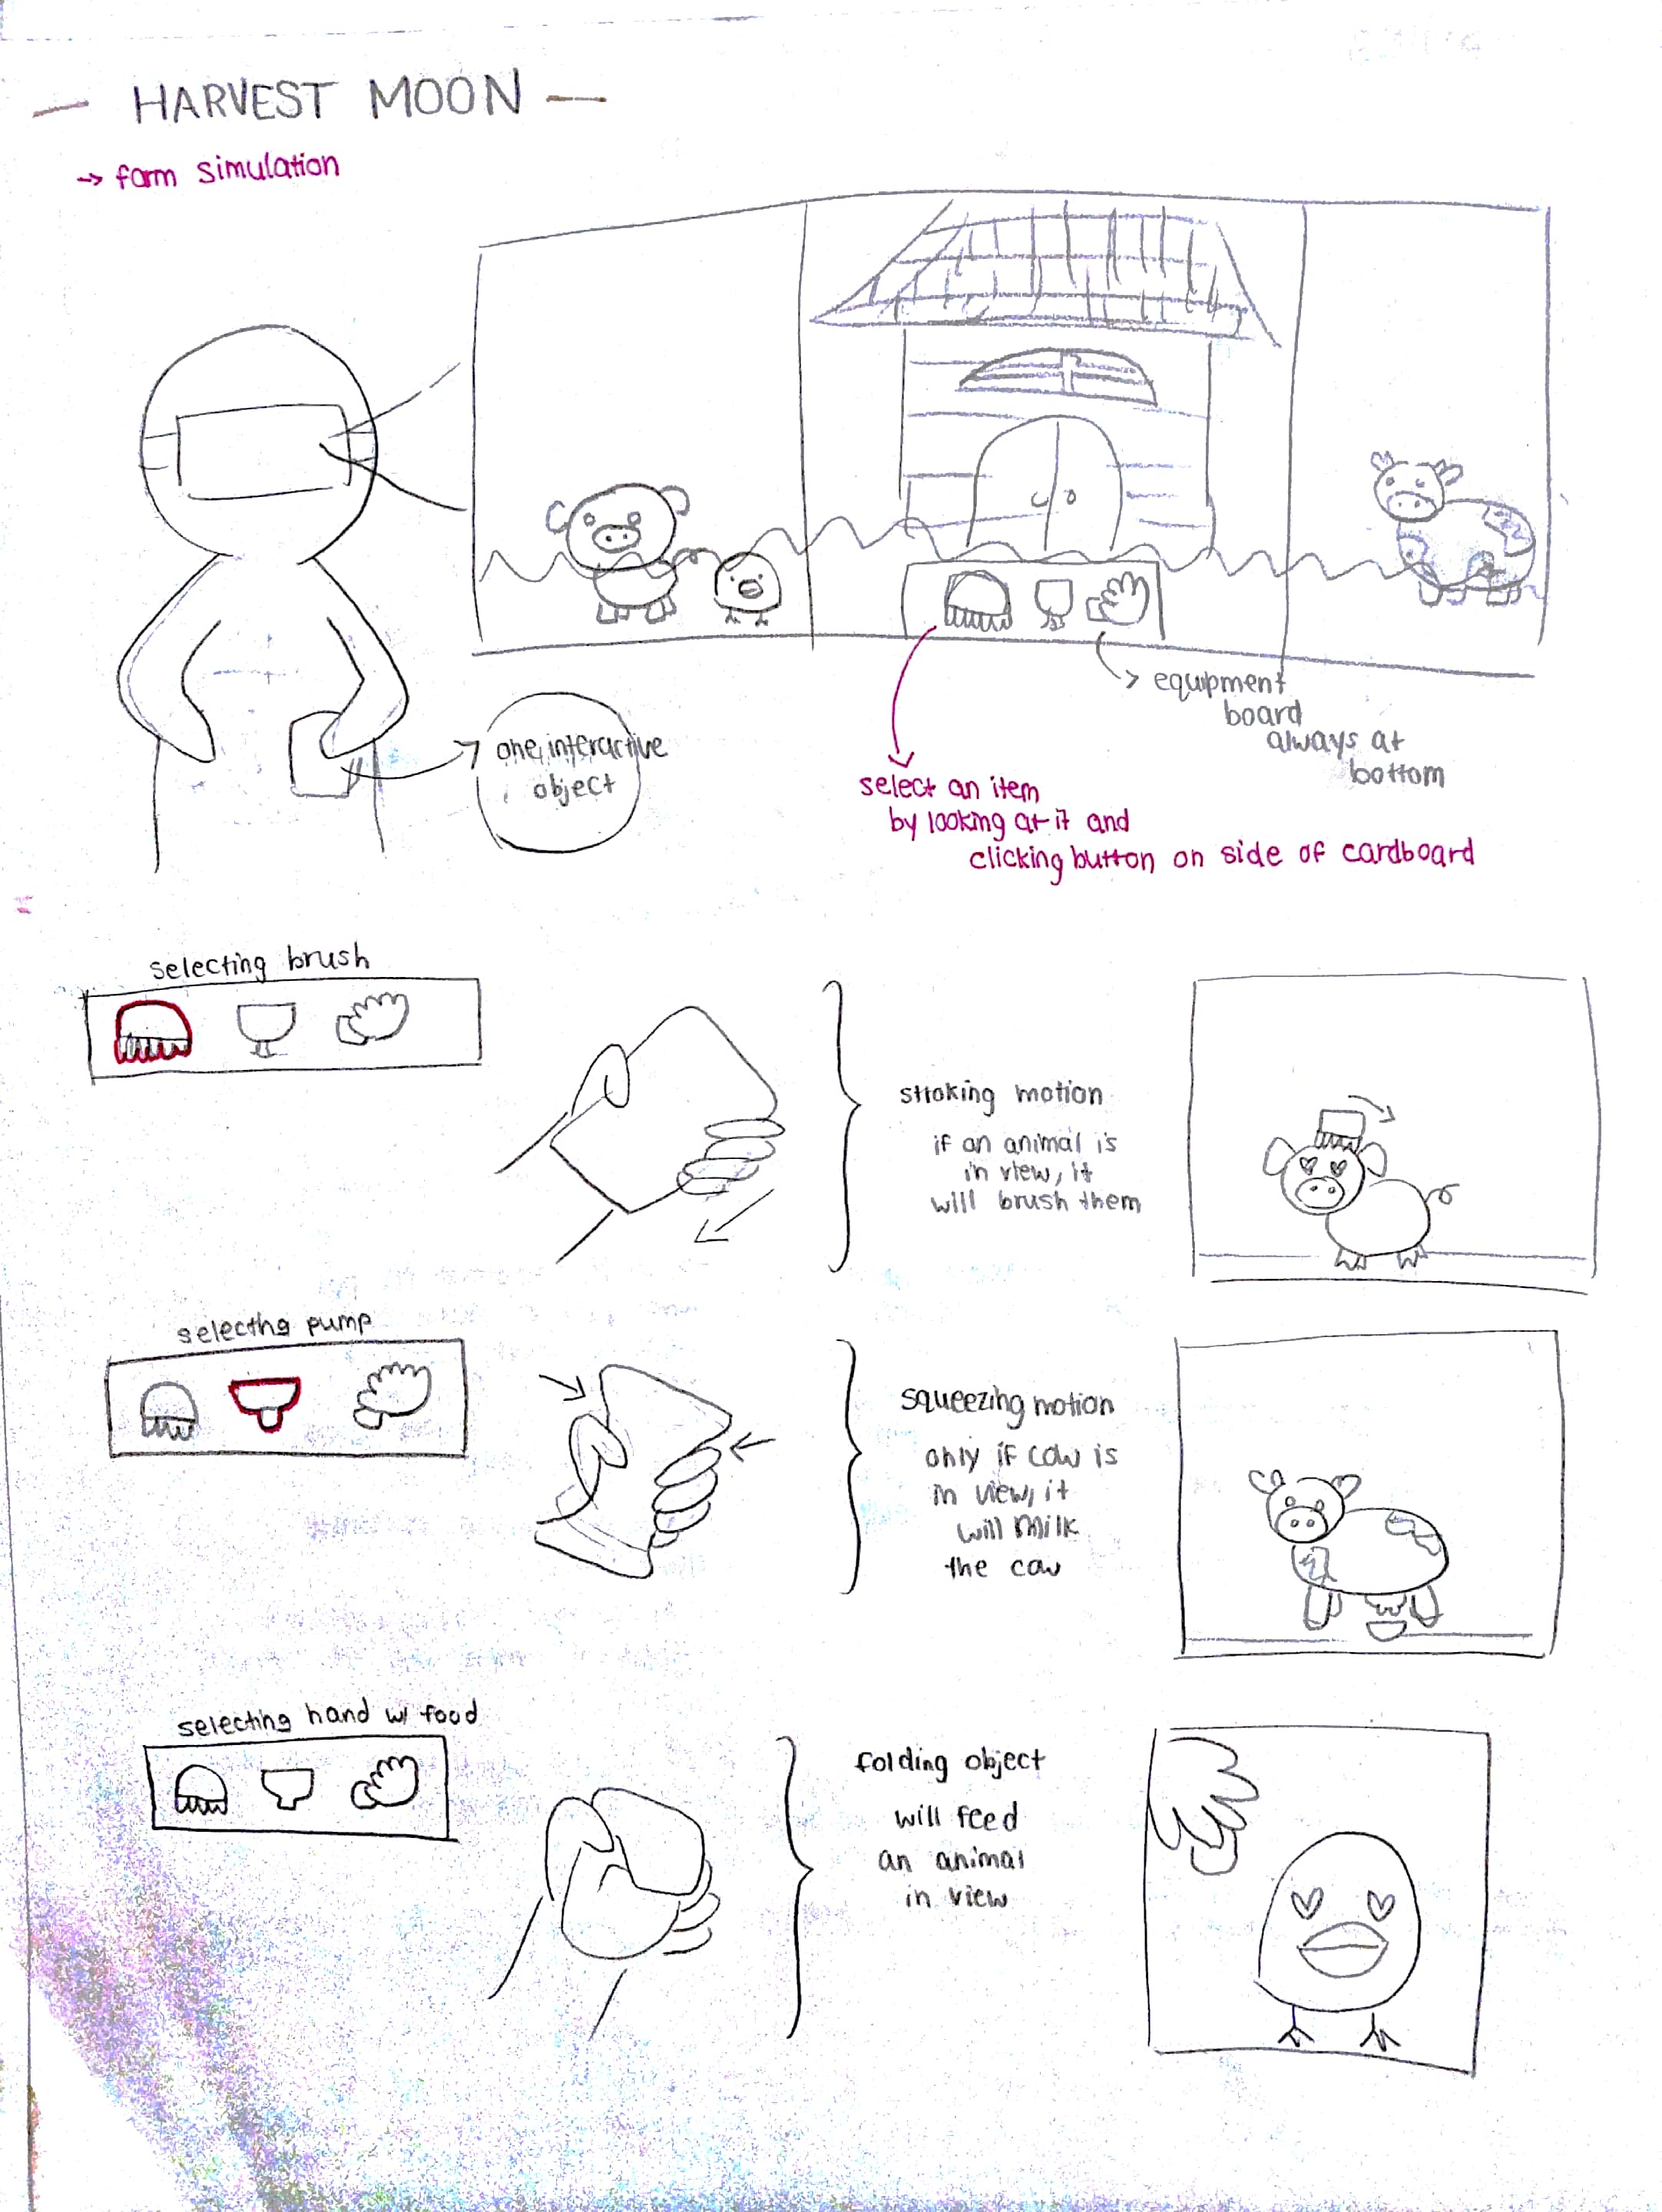 — HARVEST MOON —
→ farm simulation
one interactive
object
→ equipment
board
always at
bottom
select an item
by looking at it and
clicking button on side of cardboard
selecting brush
stroking motion
if an animal is
in view, it
will brush them
selecting pump
squeezing motion
only if cow is
in view, it
will milk
the cow
selecting hand w/ food
folding object
will feed
an animal
in view